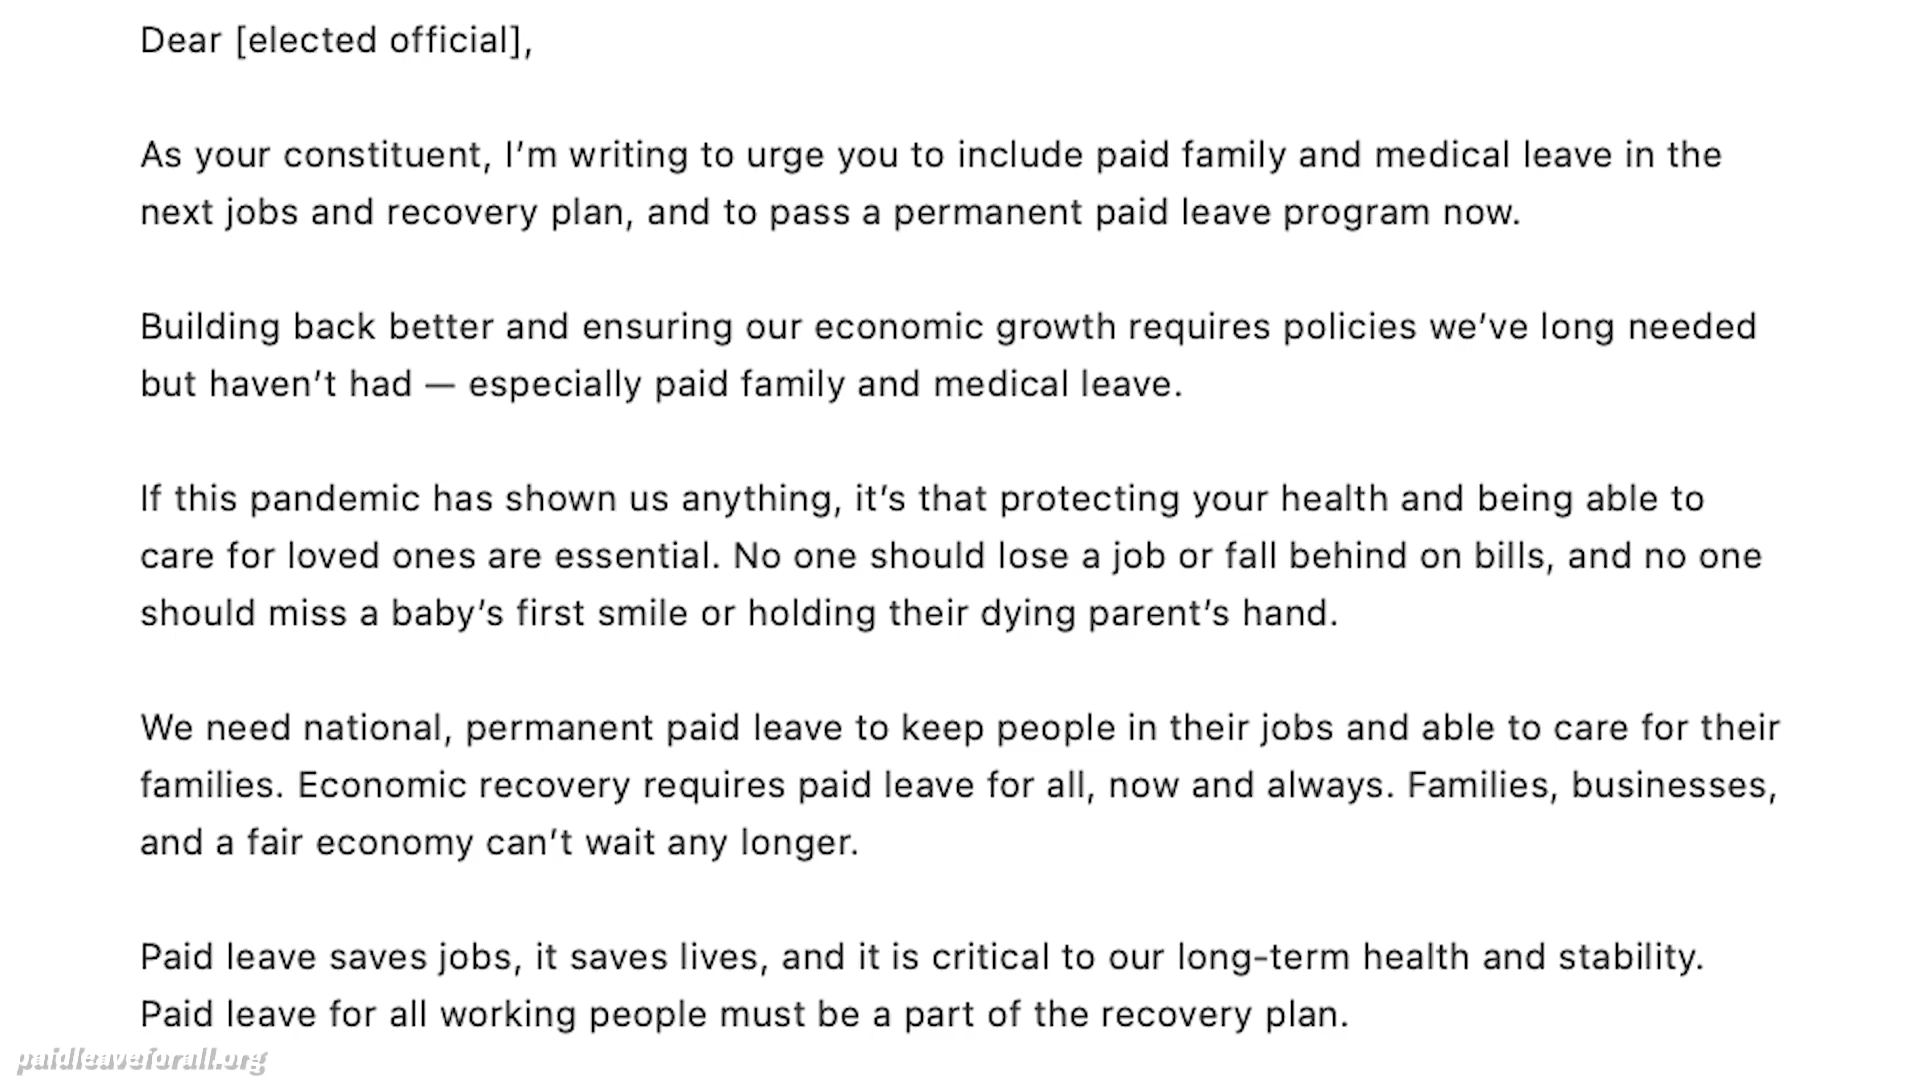 Dear [elected official],
As your constituent, I’m writing to urge you to include paid family and medical leave in the
next jobs and recovery plan, and to pass a permanent paid leave program now.
Building back better and ensuring our economic growth requires policies we’ve long needed
but haven’t had — especially paid family and medical leave.
If this pandemic has shown us anything, it’s that protecting your health and being able to
care for loved ones are essential. No one should lose a job or fall behind on bills, and no one
should miss a baby’s first smile or holding their dying parent’s hand.
We need national, permanent paid leave to keep people in their jobs and able to care for their
families. Economic recovery requires paid leave for all, now and always. Families, businesses,
and a fair economy can’t wait any longer.
Paid leave saves jobs, it saves lives, and it is critical to our long-term health and stability.
Paid leave for all working people must be a part of the recovery plan.
paidleaveforall.org